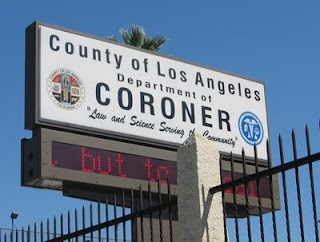 County of Los Angeles
Department of
CORONER
"Law and Science Serving the Community"
. but to